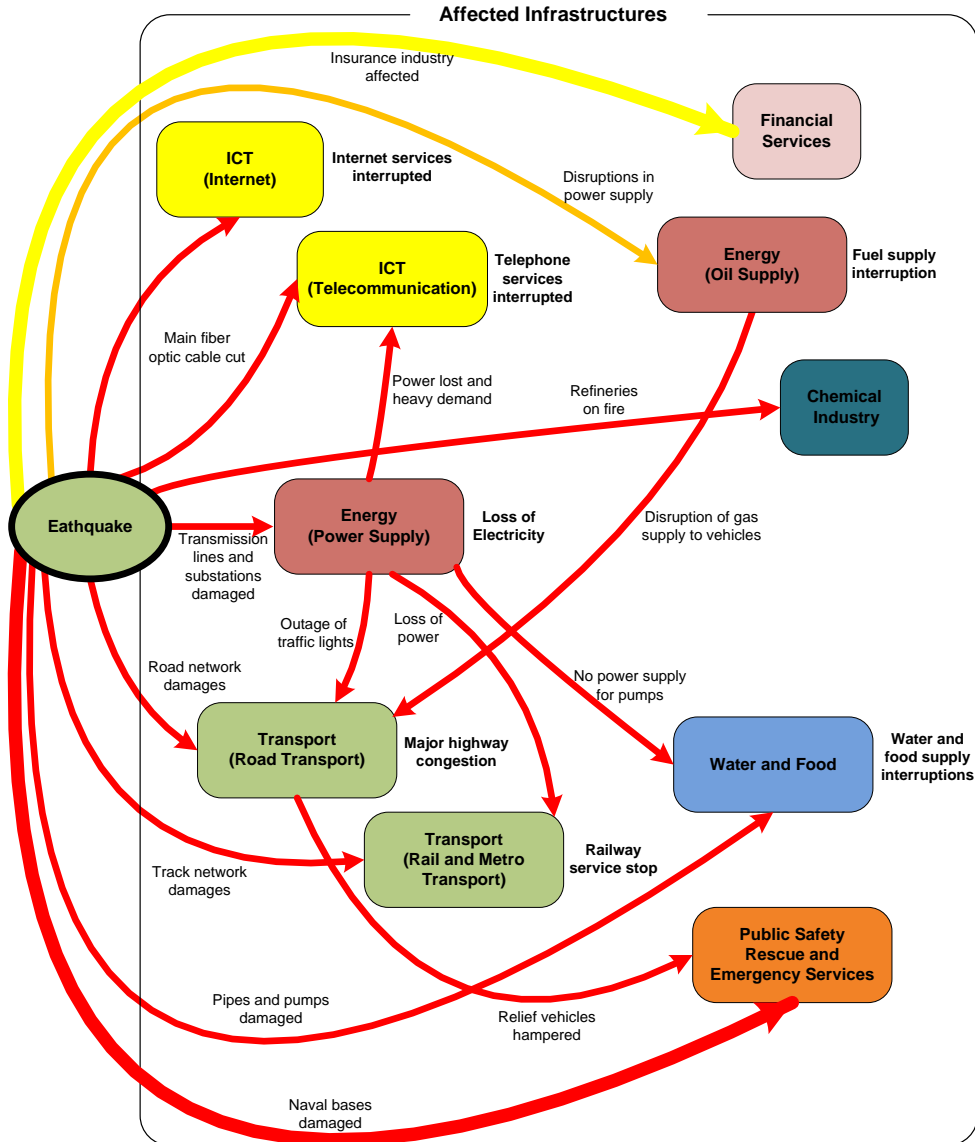 Affected Infrastructures
Insurance industry
affected
Financial
Services
ICT
(Internet)
Internet services
interrupted
Disruptions in
power supply
ICT
(Telecommunication)
Telephone
services
interrupted
Energy
(Oil Supply)
Fuel supply
interruption
Main fiber
optic cable cut
Power lost and
heavy demand
Refineries
on fire
Chemical
Industry
Eathquake
Transmission
lines and
substations
damaged
Energy
(Power Supply)
Loss of
Electricity
Disruption of gas
supply to vehicles
Outage of
traffic lights
Loss of
power
Road network
damages
No power supply
for pumps
Transport
(Road Transport)
Major highway
congestion
Water and Food
Water and
food supply
interruptions
Transport
(Rail and Metro
Transport)
Railway
service stop
Track network
damages
Public Safety
Rescue and
Emergency Services
Pipes and pumps
damaged
Relief vehicles
hampered
Naval bases
damaged